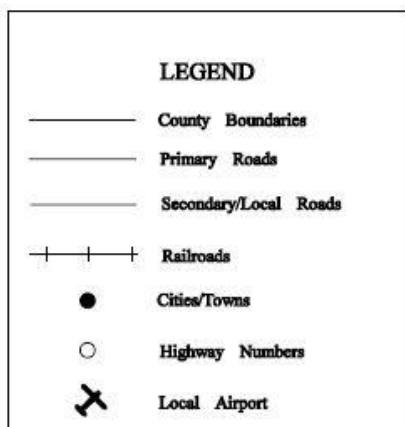 LEGEND
County Boundaries
Primary Roads
Secondary/Local Roads
Railroads
Cities/Towns
Highway Numbers
Local Airport